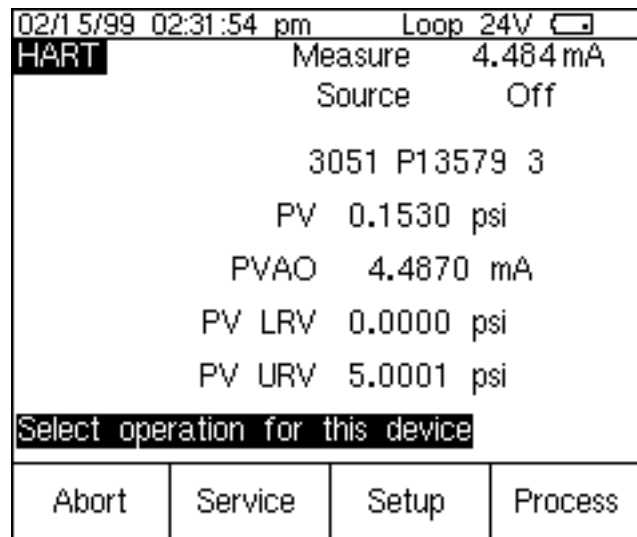 02/15/99 02:31:54 pm Loop 24V
HART Measure 4.484 mA
Source Off
3051 P13579 3
PV 0.1530 psi
PVAO 4.4870 mA
PV LRV 0.0000 psi
PV URV 5.0001 psi
Select operation for this device
Abort Service Setup Process